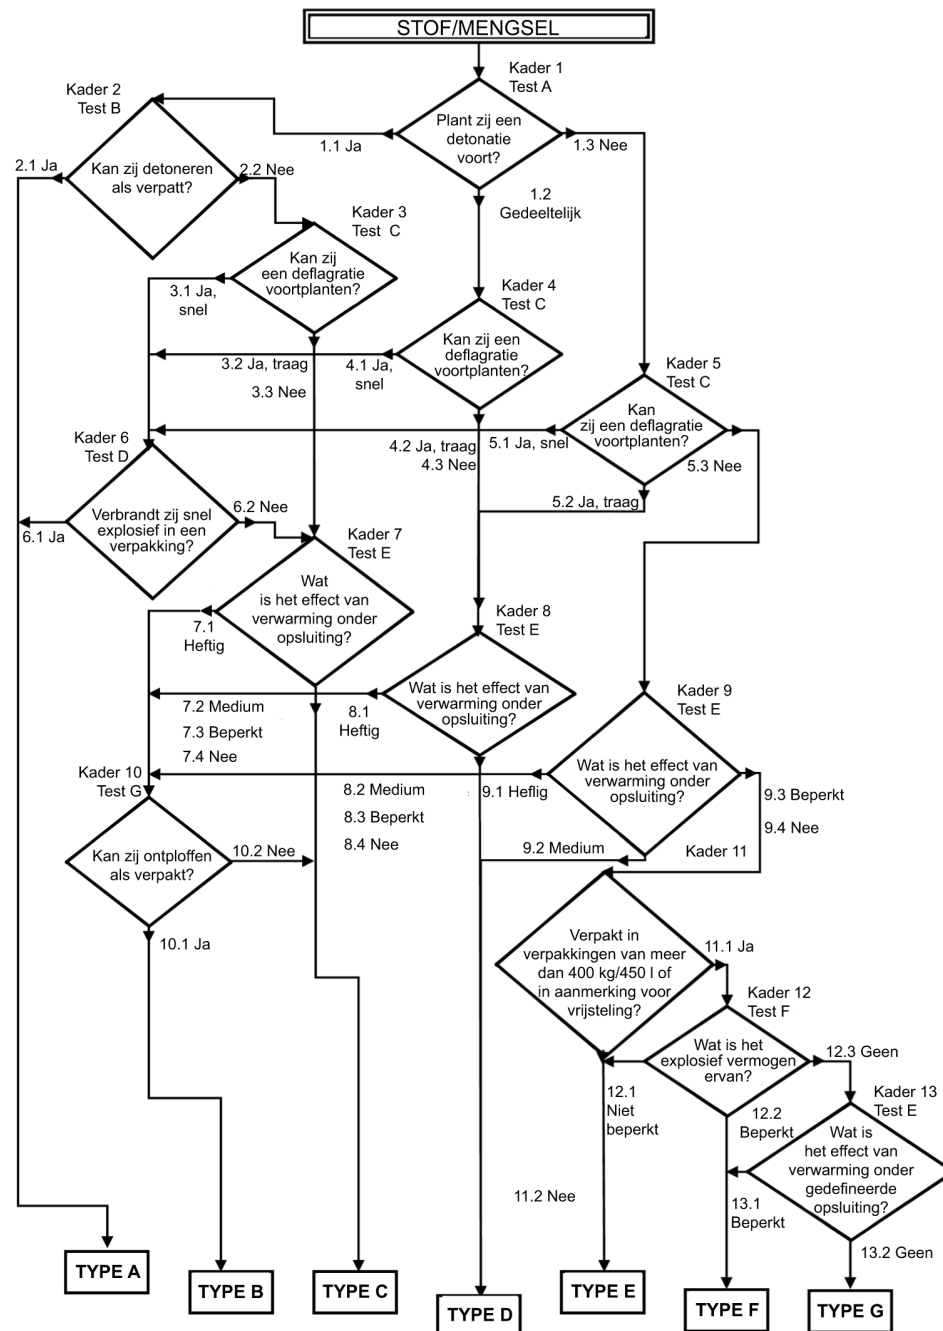 STOF/MENGSEL
Kader 1
Test A
Plant zij een
detonatie
voort?
1.1 Ja
1.3 Nee
1.2
Gedeeltelijk
Kader 2
Test B
Kan zij detoneren
als verpatt?
2.1 Ja
2.2 Nee
Kader 3
Test C
Kan zij
een deflagratie
voortplanten?
3.1 Ja,
snel
3.2 Ja, traag
3.3 Nee
Kader 4
Test C
Kan zij een
deflagratie
voortplanten?
4.1 Ja,
snel
4.2 Ja, traag
4.3 Nee
Kader 5
Test C
Kan
zij een deflagratie
voortplanten?
5.1 Ja, snel
5.3 Nee
5.2 Ja, traag
Kader 6
Test D
Verbrandt zij snel
explosief in een
verpakking?
6.1 Ja
6.2 Nee
Kader 7
Test E
Wat
is het effect van
verwarming onder
opsluiting?
7.1
Heftig
7.2 Medium
7.3 Beperkt
7.4 Nee
Kader 8
Test E
Wat is het effect van
verwarming onder
opsluiting?
8.1
Heftig
8.2 Medium
8.3 Beperkt
8.4 Nee
Kader 9
Test E
Wat is het effect van
verwarming onder
opsluiting?
9.1 Heflig
9.2 Medium
9.3 Beperkt
9.4 Nee
Kader 10
Test G
Kan zij ontploffen
als verpakt?
10.2 Nee
10.1 Ja
Kader 11
Verpakt in
verpakkingen van meer
dan 400 kg/450 l of
in aanmerking voor
vrijsteling?
11.1 Ja
11.2 Nee
Kader 12
Test F
Wat is het
explosief vermogen
ervan?
12.1
Niet
beperkt
12.2
Beperkt
12.3 Geen
Kader 13
Test E
Wat is
het effect van
verwarming onder
gedefineerde
opsluiting?
13.1
Beperkt
13.2 Geen
TYPE A
TYPE B
TYPE C
TYPE D
TYPE E
TYPE F
TYPE G